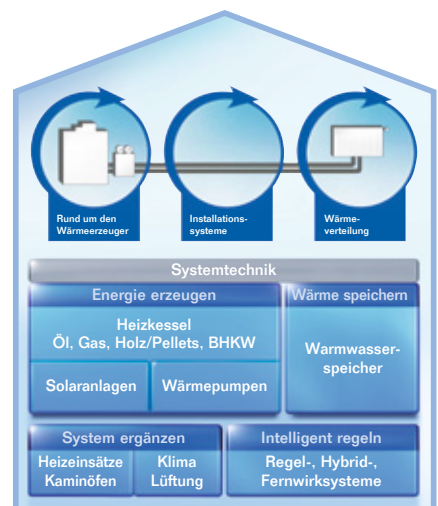 Rund um den
Wärmeerzeuger
Installations-
systeme
Wärme-
verteilung
Systemtechnik
Energie erzeugen
Heizkessel
Öl, Gas, Holz/Pellets, BHKW
Solaranlagen
Wärmepumpen
Wärme speichern
Warmwasser-
speicher
System ergänzen
Heizeinsätze
Kaminöfen
Klima
Lüftung
Intelligent regeln
Regel-, Hybrid-,
Fernwirksysteme